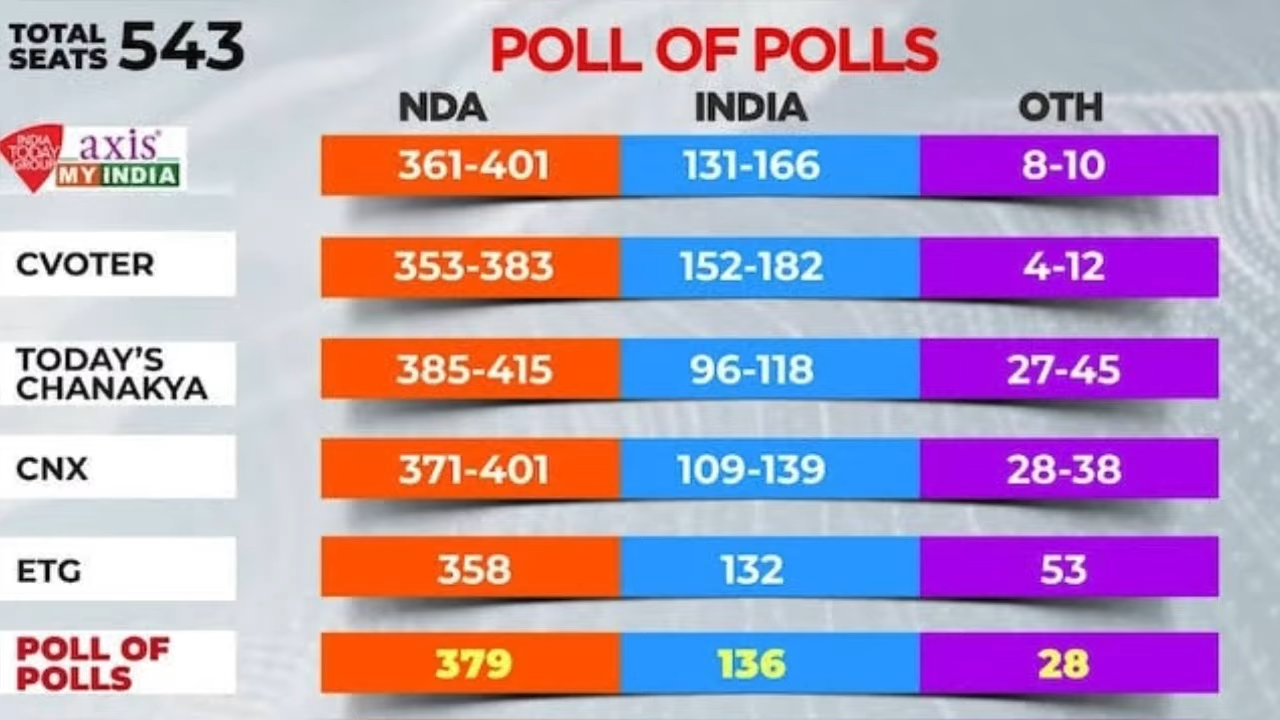 TOTAL
SEATS 543
POLL OF POLLS
NDA INDIA OTH
INDIA
TODAY
GROUP
axis
MY INDIA
361-401 131-166 8-10
CVOTER 353-383 152-182 4-12
TODAY'S
CHANAKYA 385-415 96-118 27-45
CNX 371-401 109-139 28-38
ETG 358 132 53
POLL OF
POLLS 379 136 28